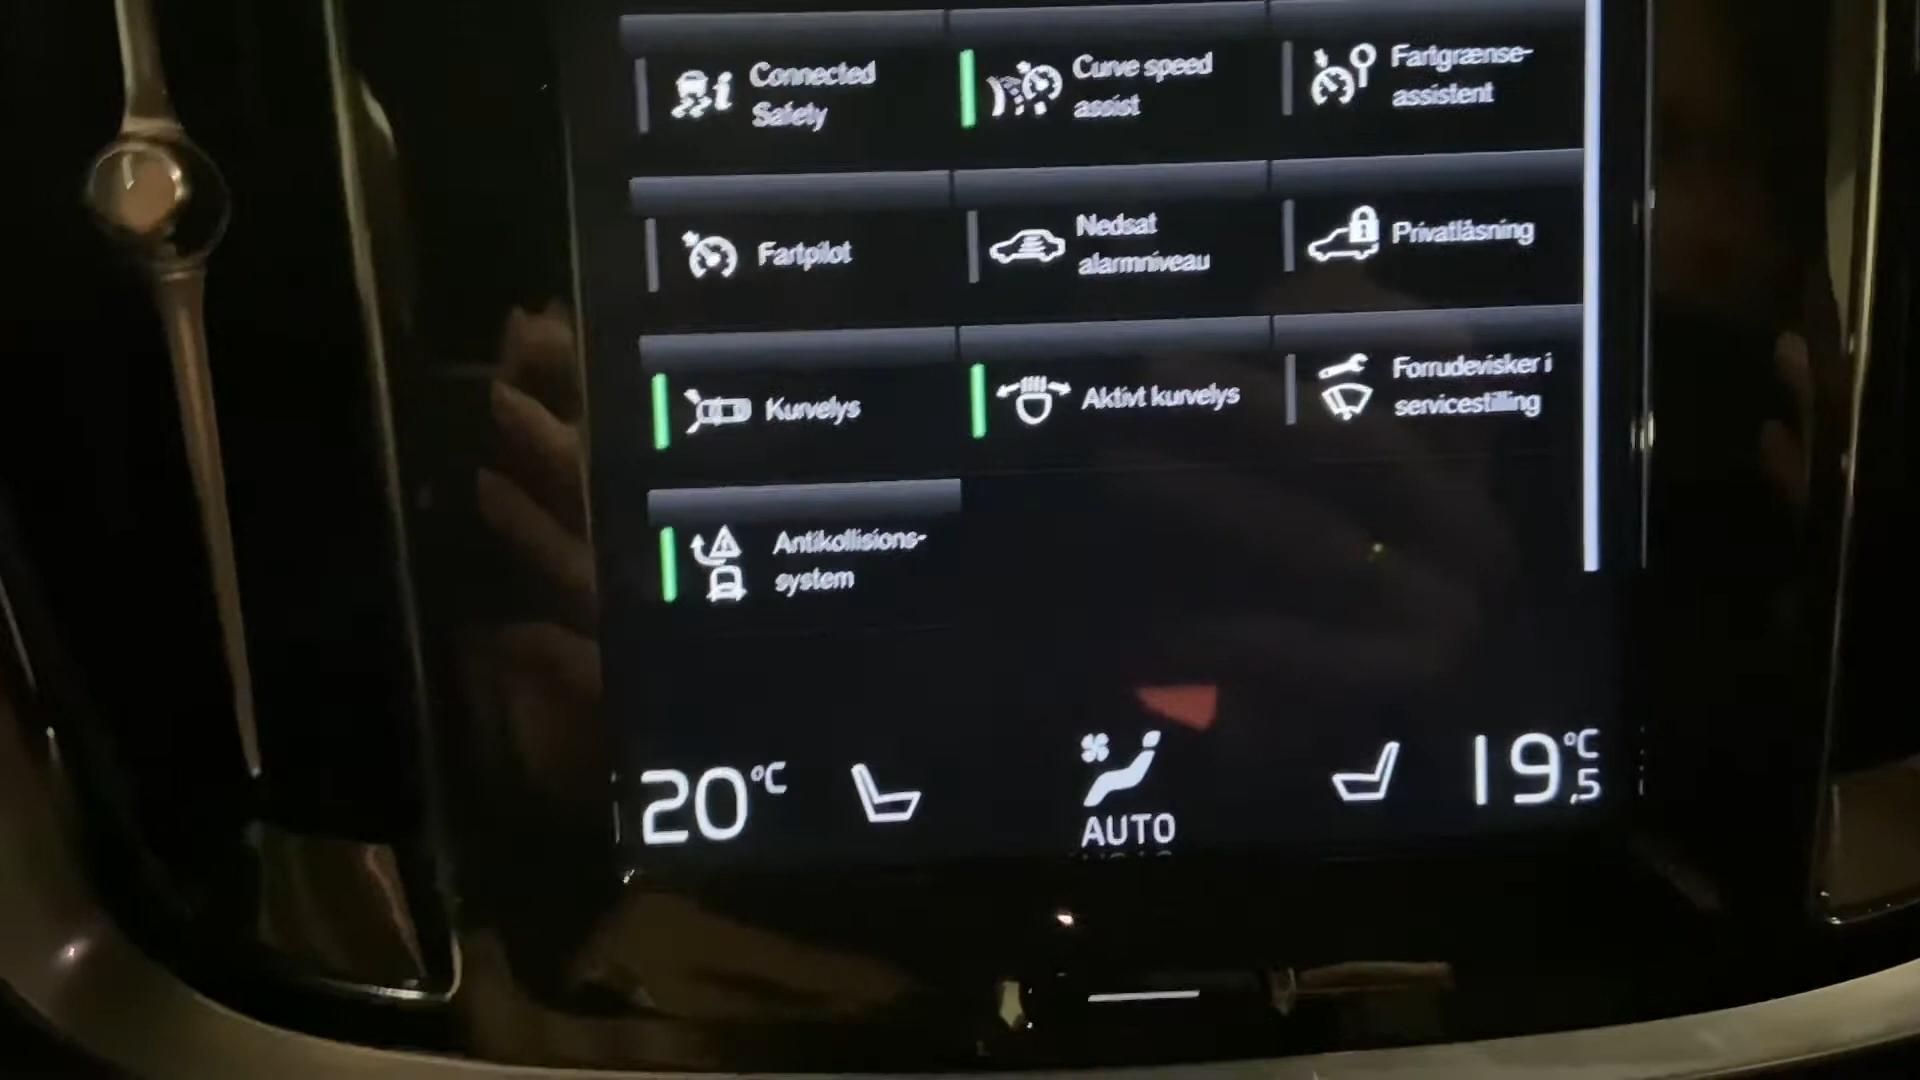 Connected
Safety
Curve speed
assist
Fartgrænse-
assistent
Fartpilot
Nedsat
alarmniveau
Privatlåsning
Kurvelys
Aktivt kurvelys
Forrudevisker i
servicestilling
Antikollisions-
system
20°C
AUTO
19,5°C